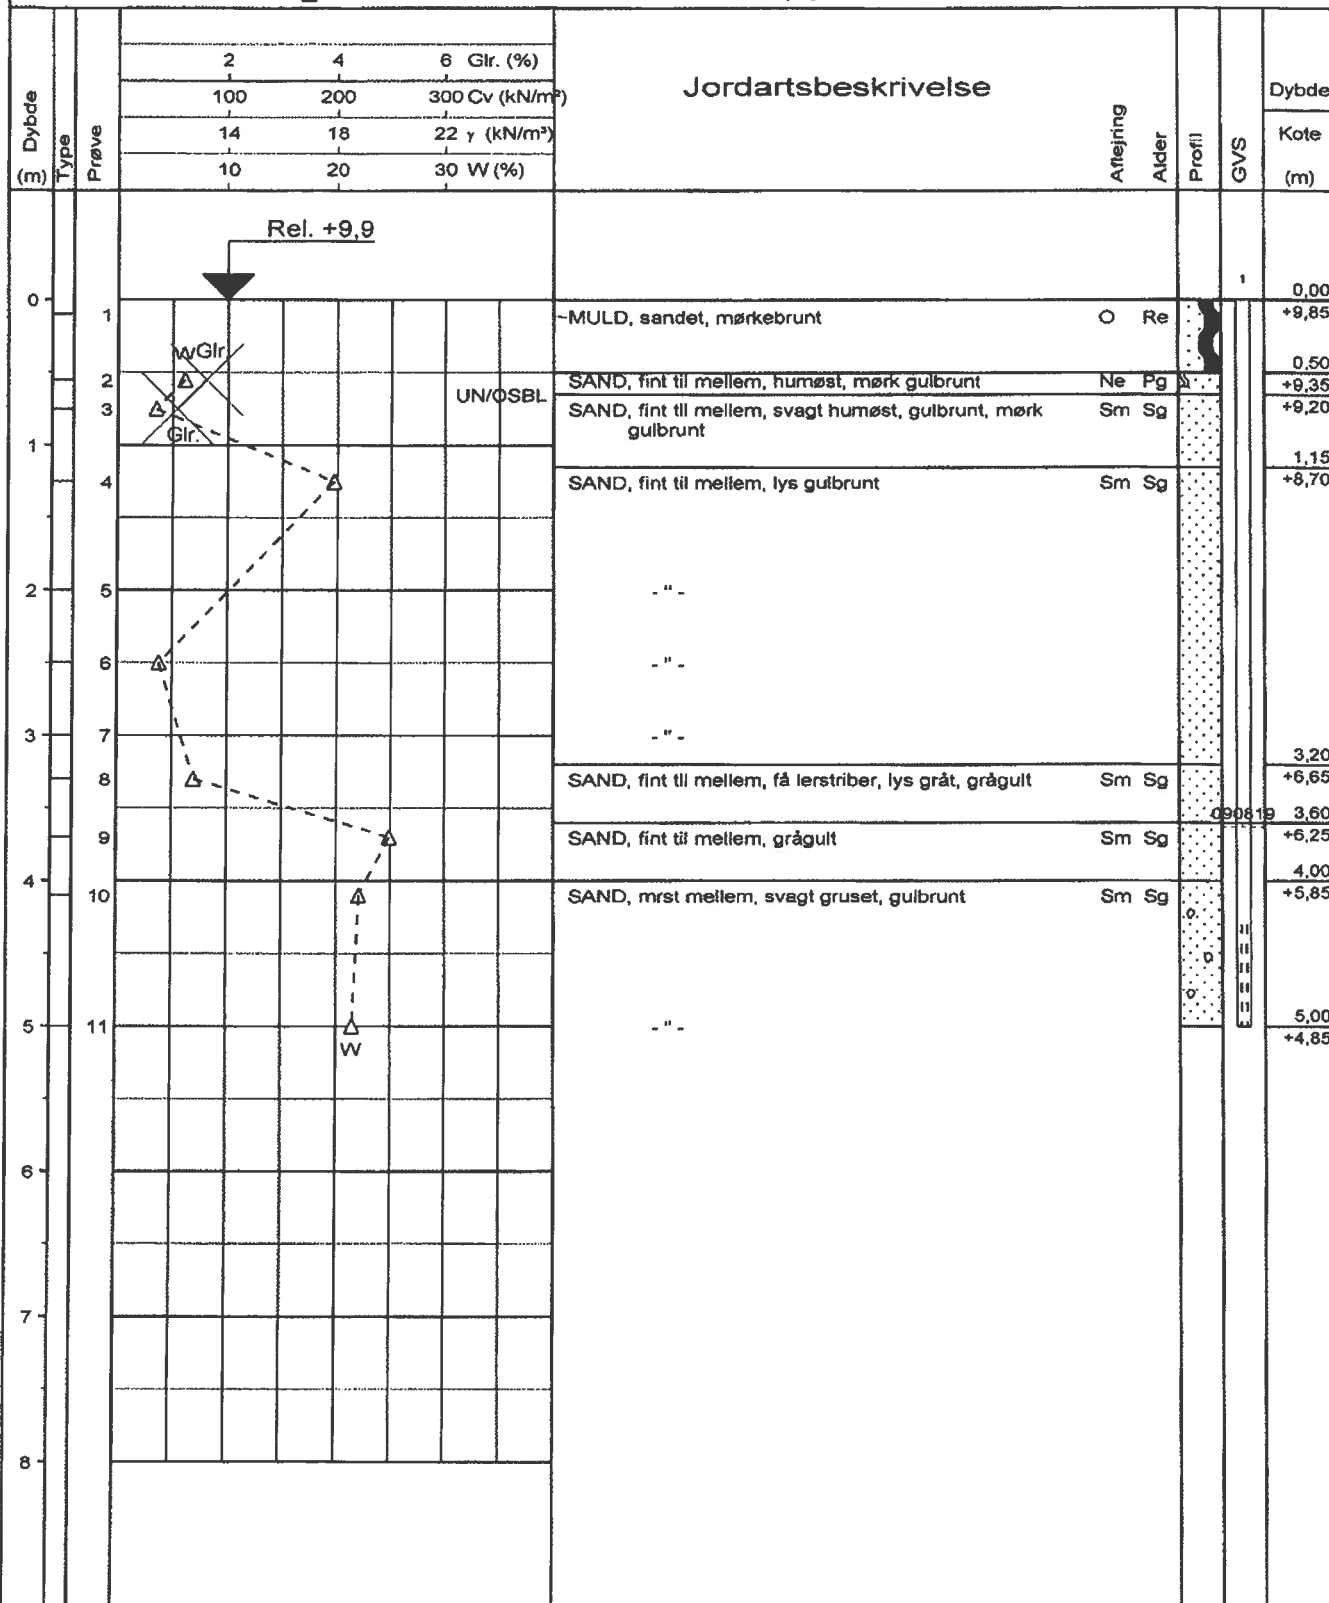 2 4 6 Glr. (%)
100 200 300 Cv (kN/m²)
14 18 22 γ (kN/m³)
10 20 30 W (%)
Dybde
(m)
Type
Prøve
Jordartsbeskrivelse
Aflejring
Alder
Profil
GVS
Dybde
Kote
(m)
Rel. +9,9
1
0 0,00
1 ~MULD, sandet, mørkebrunt O Re +9,85
W Glr.
0,50
2 SAND, fint til mellem, humøst, mørk gulbrunt Ne Pg +9,35
UN/OSBL
3 SAND, fint til mellem, svagt humøst, gulbrunt, mørk Sm Sg +9,20
gulbrunt
Glr.
1
1,15
4 SAND, fint til mellem, lys gulbrunt Sm Sg +8,70
2 5 - " -
6 - " -
3 7 - " -
3,20
8 SAND, fint til mellem, få lerstriber, lys gråt, grågult Sm Sg +6,65
090819 3,60
9 SAND, fint til mellem, grågult Sm Sg +6,25
4 4,00
10 SAND, mrst mellem, svagt gruset, gulbrunt Sm Sg +5,85
5,00
5 11 - " -
+4,85
W
6
7
8